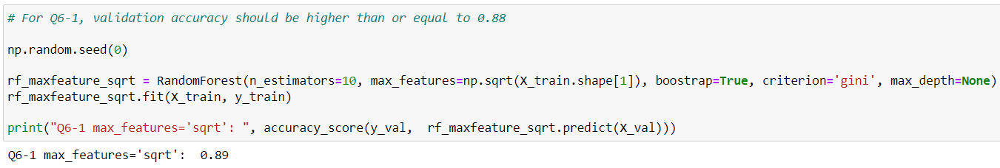 # For Q6-1, validation accuracy should be higher than or equal to 0.88
np.random.seed(0)
rf_maxfeature_sqrt = RandomForest(n_estimators=10, max_features=np.sqrt(X_train.shape[1]), boostrap=True, criterion='gini', max_depth=None)
rf_maxfeature_sqrt.fit(X_train, y_train)
print("Q6-1 max_features='sqrt': ", accuracy_score(y_val,  rf_maxfeature_sqrt.predict(X_val)))
Q6-1 max_features='sqrt':  0.89